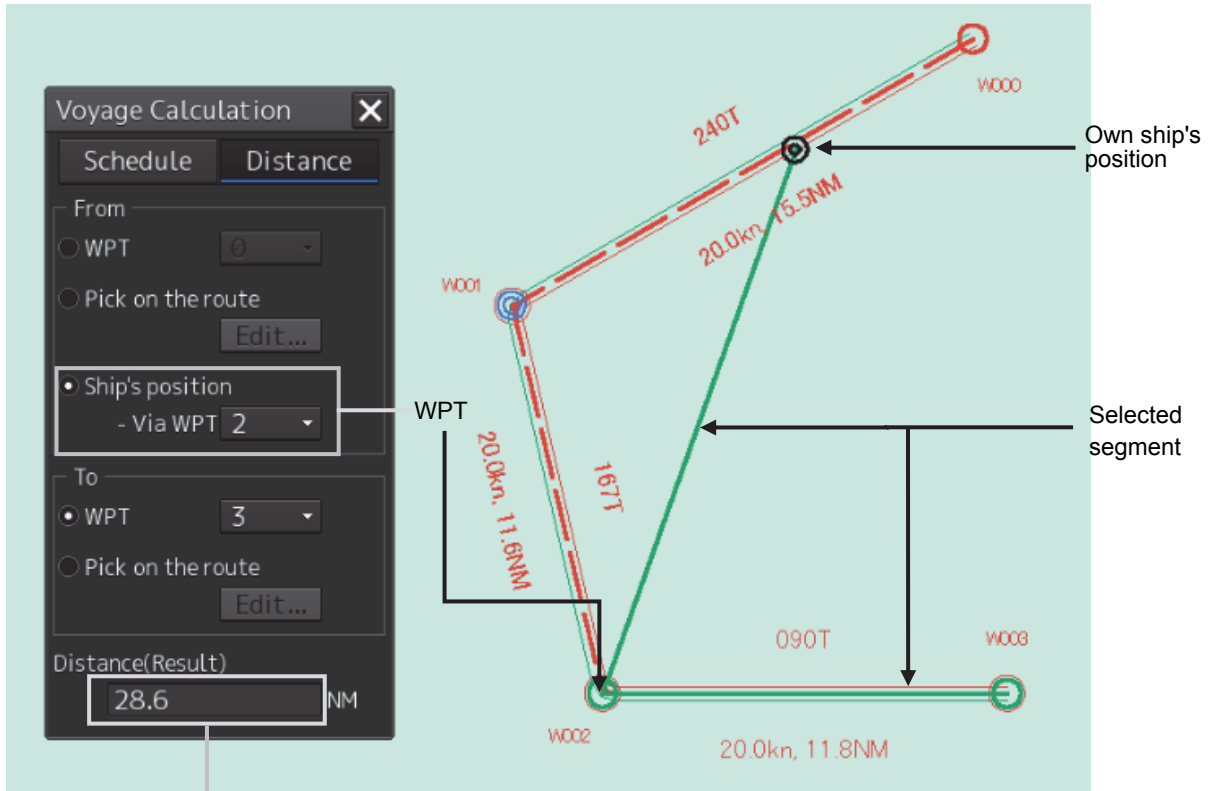 Voyage Calculation
Schedule
Distance
From
WPT
0
Pick on the route
Edit...
Ship's position
- Via WPT
2
To
WPT
3
Pick on the route
Edit...
Distance(Result)
28.6
NM
W000
240T
20.0kn, 15.5NM
Own ship's
position
W001
WPT
20.0kn, 11.6NM
167T
Selected
segment
090T
W003
W002
20.0kn, 11.8NM